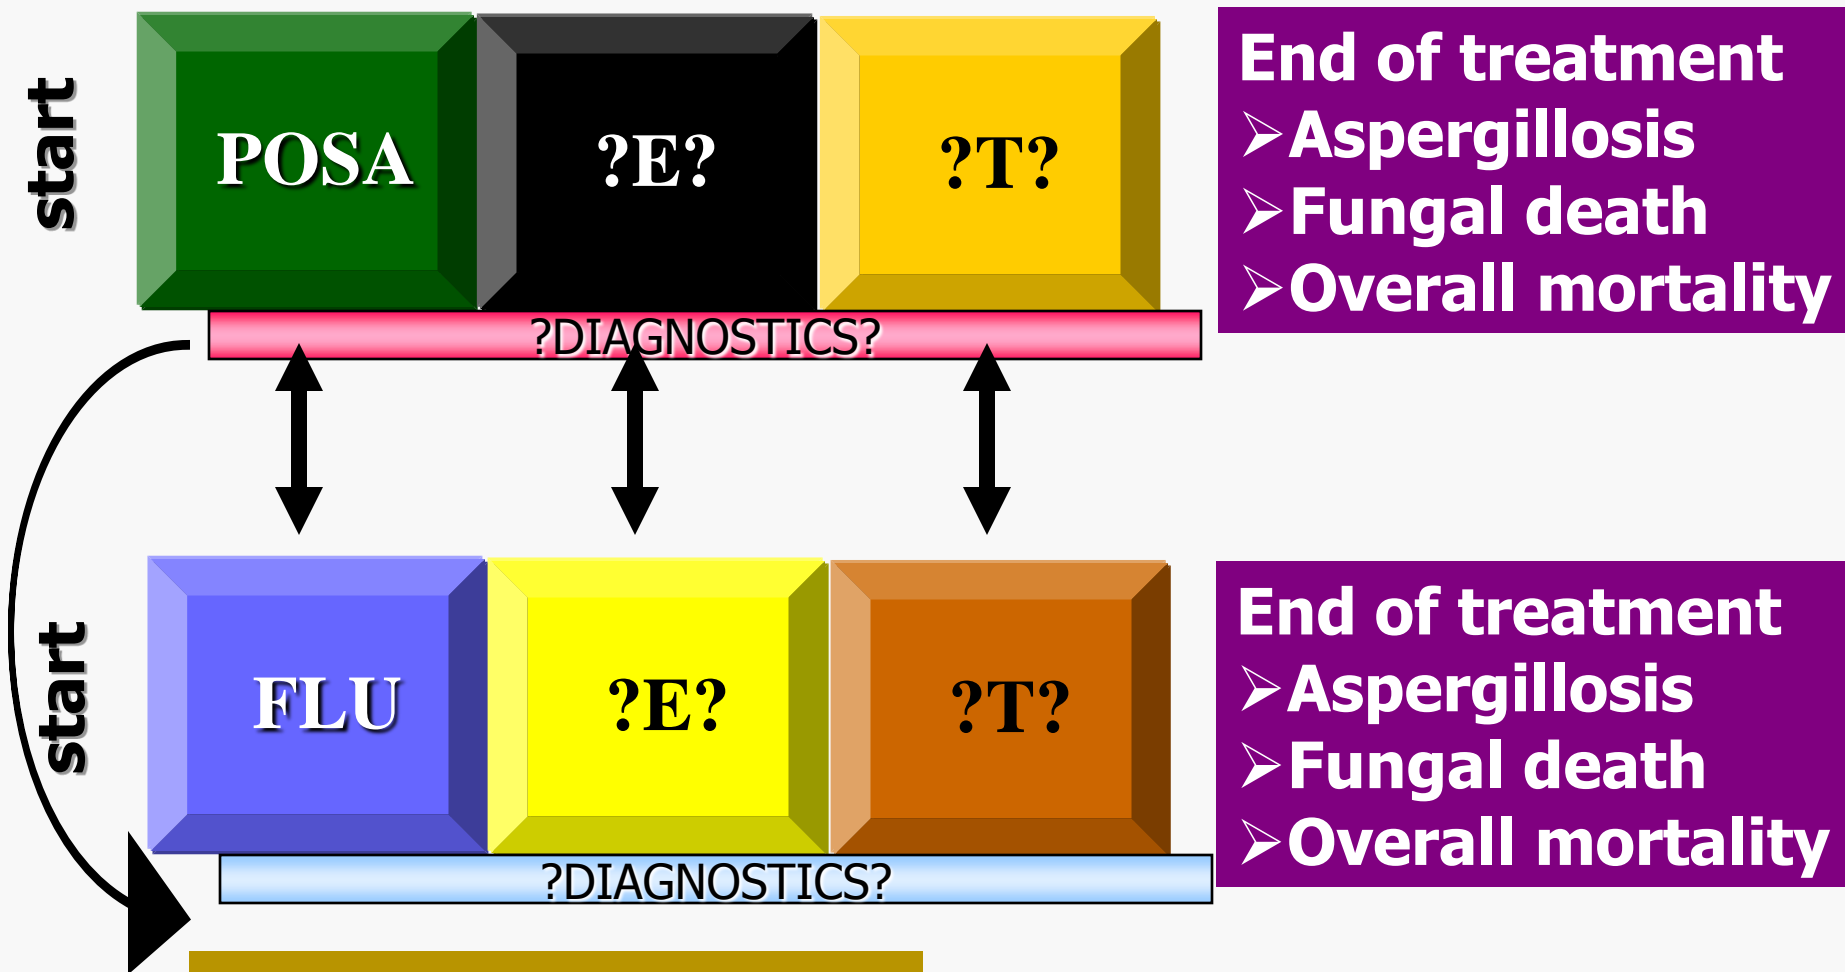 start
POSA
?E?
?T?
?DIAGNOSTICS?
End of treatment
➢Aspergillosis
➢Fungal death
➢Overall mortality
start
FLU
?E?
?T?
?DIAGNOSTICS?
End of treatment
➢Aspergillosis
➢Fungal death
➢Overall mortality